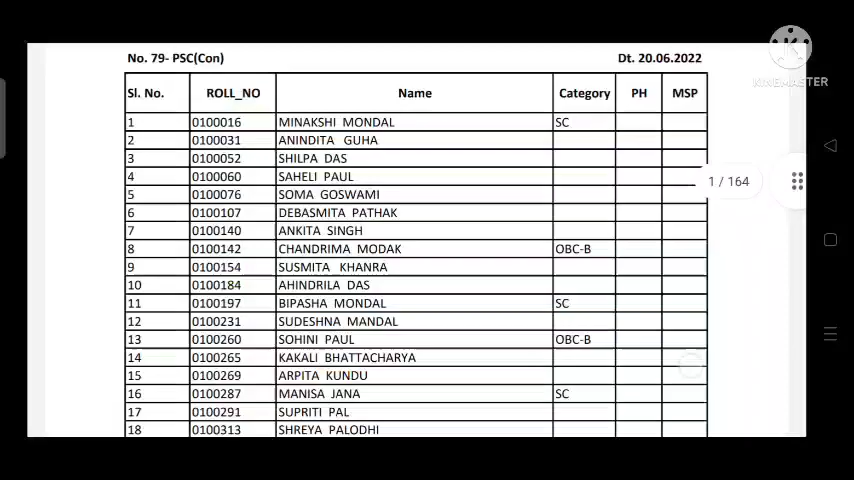 No. 79- PSC(Con) Dt. 20.06.2022
Sl. No. ROLL_NO Name Category PH MSP
1 0100016 MINAKSHI MONDAL SC
2 0100031 ANINDITA GUHA
3 0100052 SHILPA DAS
4 0100060 SAHELI PAUL
5 0100076 SOMA GOSWAMI
6 0100107 DEBASMITA PATHAK
7 0100140 ANKITA SINGH
8 0100142 CHANDRIMA MODAK OBC-B
9 0100154 SUSMITA KHANRA
10 0100184 AHINDRILA DAS
11 0100197 BIPASHA MONDAL SC
12 0100231 SUDESHNA MANDAL
13 0100260 SOHINI PAUL OBC-B
14 0100265 KAKALI BHATTACHARYA
15 0100269 ARPITA KUNDU
16 0100287 MANISA JANA SC
17 0100291 SUPRITI PAL
18 0100313 SHREYA PALODHI
1 / 164
KINEMASTER